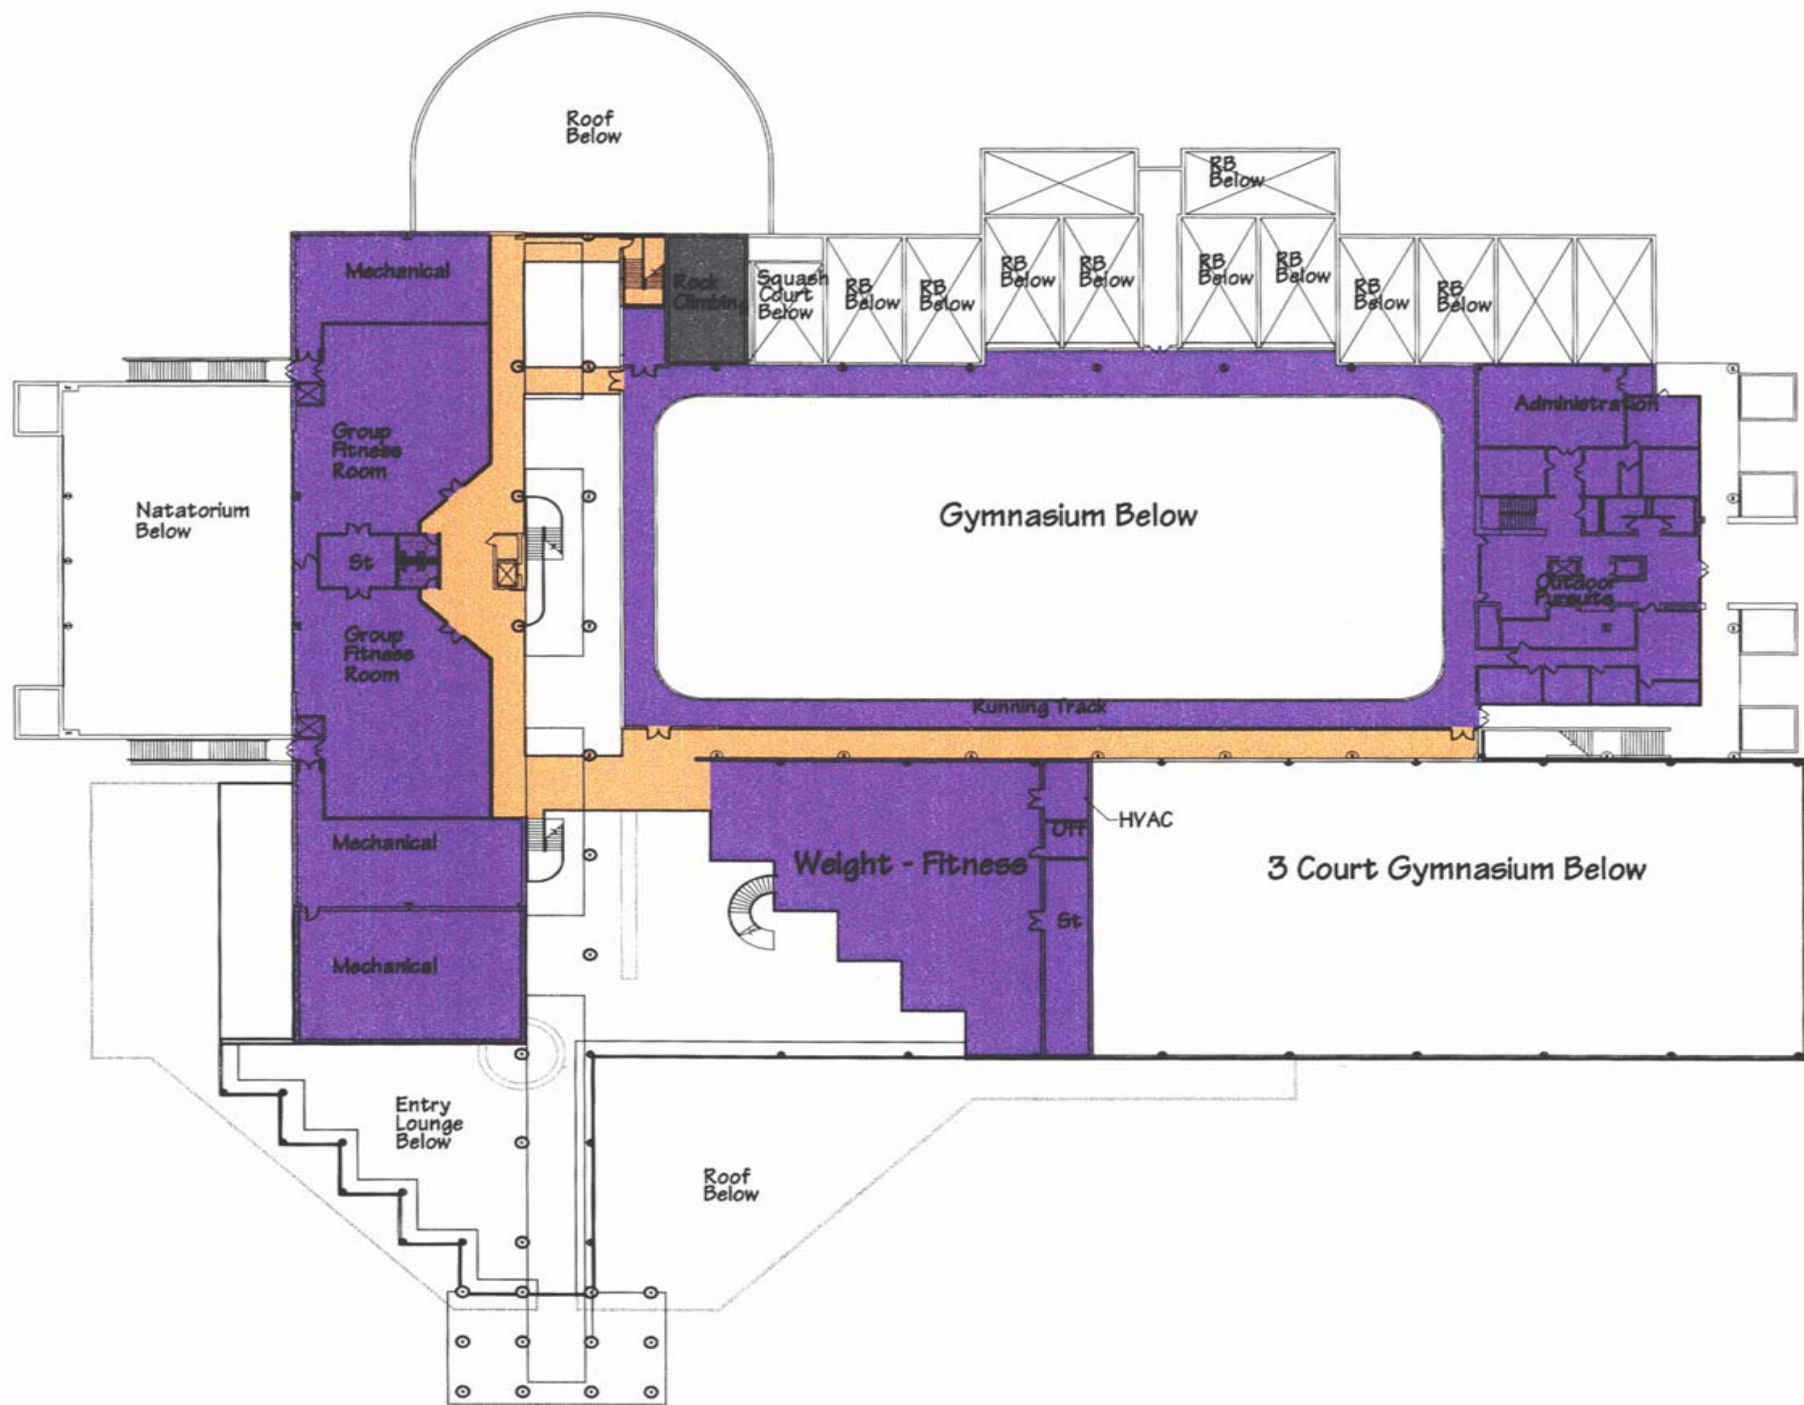 Roof
Below
RB
Below
Mechanical
Rock
Climbing
Squash
Court
Below
RB
Below
RB
Below
RB
Below
RB
Below
RB
Below
RB
Below
RB
Below
RB
Below
Administration
Group
Fitness
Room
Natatorium
Below
Gymnasium Below
St
Outdoor
Pursuits
Group
Fitness
Room
Running Track
HVAC
Off
Mechanical
Weight - Fitness
3 Court Gymnasium Below
St
Mechanical
Entry
Lounge
Below
Roof
Below